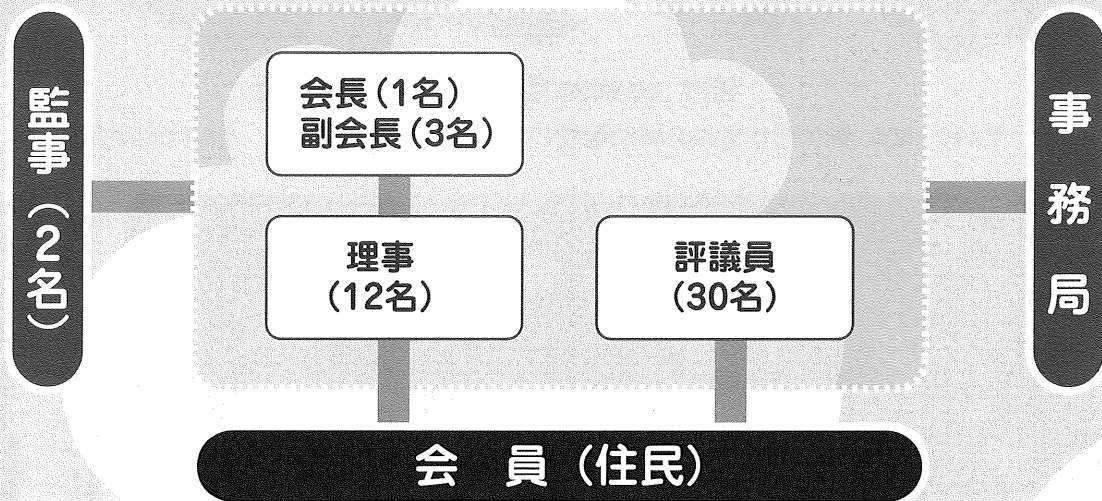 監事（2名）
会長（1名）
副会長（3名）
理事
（12名）
評議員
（30名）
事務局
会員（住民）